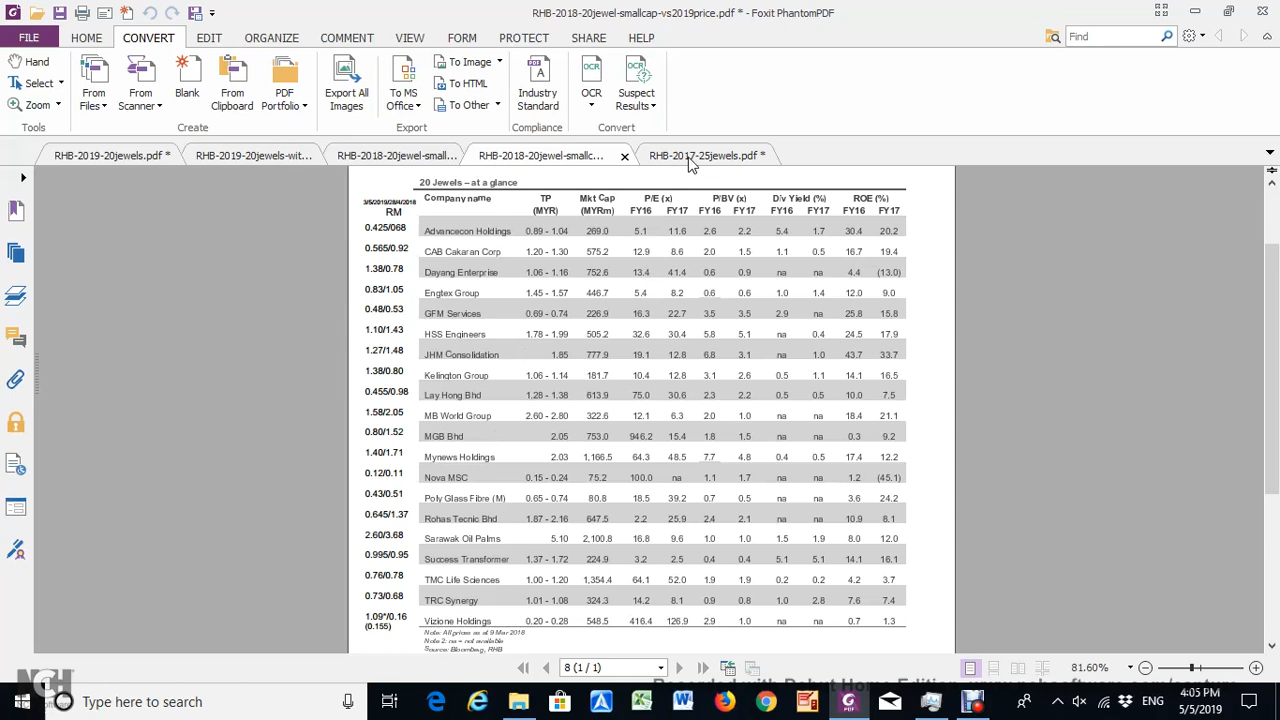 RHB-2018-20jewel-smallcap-vs2019price.pdf * - Foxit PhantomPDF
FILE HOME CONVERT EDIT ORGANIZE COMMENT VIEW FORM PROTECT SHARE HELP Find
Hand
Select
Zoom
Tools
From Files
From Scanner
Blank
From Clipboard
PDF Portfolio
Create
Export All Images
To MS Office
To Image
To HTML
To Other
Export
Industry Standard
Compliance
OCR
Suspect Results
Convert
RHB-2019-20jewels.pdf * RHB-2019-20jewels-wit... RHB-2018-20jewel-small... RHB-2018-20jewel-smallc... RHB-2017-25jewels.pdf *
20 Jewels – at a glance
3/5/2019/28/4/2018 Company name TP Mkt Cap P/E (x) P/BV (x) Div Yield (%) ROE (%)
RM (MYR) (MYRm) FY16 FY17 FY16 FY17 FY16 FY17 FY16 FY17
0.425/068 Advancecon Holdings 0.89 - 1.04 269.0 5.1 11.6 2.6 2.2 5.4 1.7 30.4 20.2
0.565/0.92 CAB Cakaran Corp 1.20 - 1.30 575.2 12.9 8.6 2.0 1.5 1.1 0.5 16.7 19.4
1.38/0.78 Dayang Enterprise 1.06 - 1.16 752.6 13.4 41.4 0.6 0.9 na na 4.4 (13.0)
0.83/1.05 Engtex Group 1.45 - 1.57 446.7 5.4 8.2 0.6 0.6 1.0 1.4 12.0 9.0
0.48/0.53 GFM Services 0.69 - 0.74 226.9 16.3 22.7 3.5 3.5 2.9 na 25.8 15.8
1.10/1.43 HSS Engineers 1.78 - 1.99 505.2 32.6 30.4 5.8 5.1 na 0.4 24.5 17.9
1.27/1.48 JHM Consolidation 1.85 777.9 19.1 12.8 6.8 3.1 na 1.0 43.7 33.7
1.38/0.80 Kelington Group 1.06 - 1.14 181.7 10.4 12.8 3.1 2.6 0.5 1.1 14.1 16.5
0.455/0.98 Lay Hong Bhd 1.28 - 1.38 613.9 75.0 30.6 2.3 2.2 0.5 0.5 10.0 7.5
1.58/2.05 MB World Group 2.60 - 2.80 322.6 12.1 6.3 2.0 1.0 na na 18.4 21.1
0.80/1.52 MGB Bhd 2.05 753.0 946.2 15.4 1.8 1.5 na na 0.3 9.2
1.40/1.71 Mynews Holdings 2.03 1,166.5 64.3 48.5 7.7 4.8 0.4 0.5 17.4 12.2
0.12/0.11 Nova MSC 0.15 - 0.24 75.2 100.0 na 1.1 1.7 na na 1.2 (45.1)
0.43/0.51 Poly Glass Fibre (M) 0.65 - 0.74 80.8 18.5 39.2 0.7 0.5 na na 3.6 24.2
0.645/1.37 Rohas Tecnic Bhd 1.87 - 2.16 647.5 2.2 25.9 2.4 2.1 na na 10.9 8.1
2.60/3.68 Sarawak Oil Palms 5.10 2,100.8 16.8 9.6 1.0 1.0 1.5 1.9 8.0 12.0
0.995/0.95 Success Transformer 1.37 - 1.72 224.9 3.2 2.5 0.4 0.4 5.1 5.1 14.1 16.1
0.76/0.78 TMC Life Sciences 1.00 - 1.20 1,354.4 64.1 52.0 1.9 1.9 0.2 0.2 4.2 3.7
0.73/0.68 TRC Synergy 1.01 - 1.08 324.3 14.2 8.1 0.9 0.8 1.0 2.8 7.6 7.4
1.09*/0.16 Vizione Holdings 0.20 - 0.28 548.5 416.4 126.9 2.9 1.0 na na 0.7 1.3
(0.155)
Note: All prices as at 9 Mar 2018
Note 2: na = not available
Source: Bloomberg, RHB
8 (1 / 1) 81.60%
NCH Software
Type here to search
ENG
4:05 PM
5/5/2019